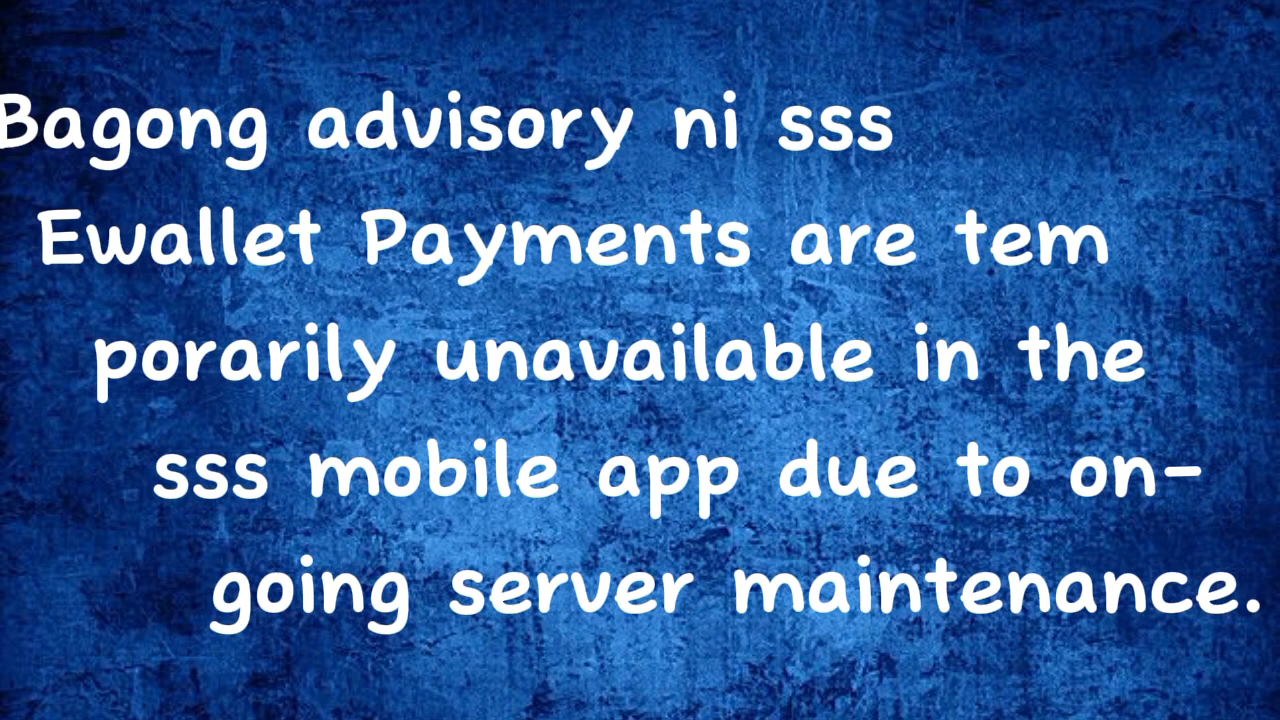 Bagong advisory ni sss
Ewallet Payments are tem
porarily unavailable in the
sss mobile app due to on-
going server maintenance.